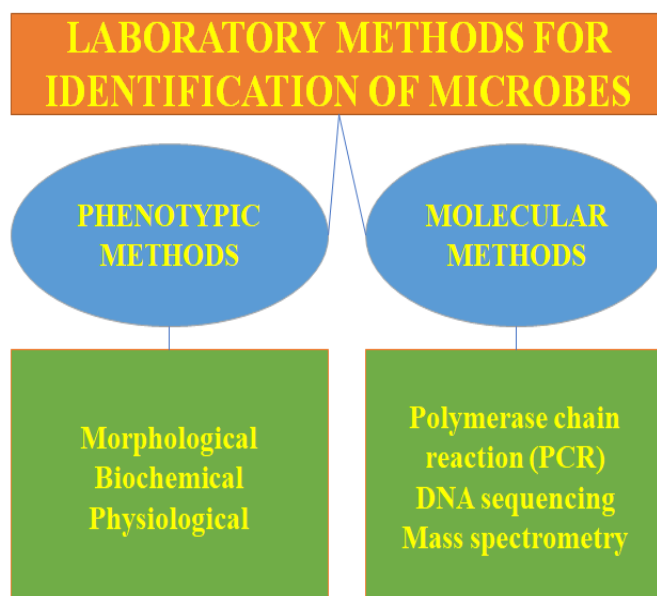 LABORATORY METHODS FOR
IDENTIFICATION OF MICROBES
PHENOTYPIC
METHODS
MOLECULAR
METHODS
Morphological
Biochemical
Physiological
Polymerase chain
reaction (PCR)
DNA sequencing
Mass spectrometry